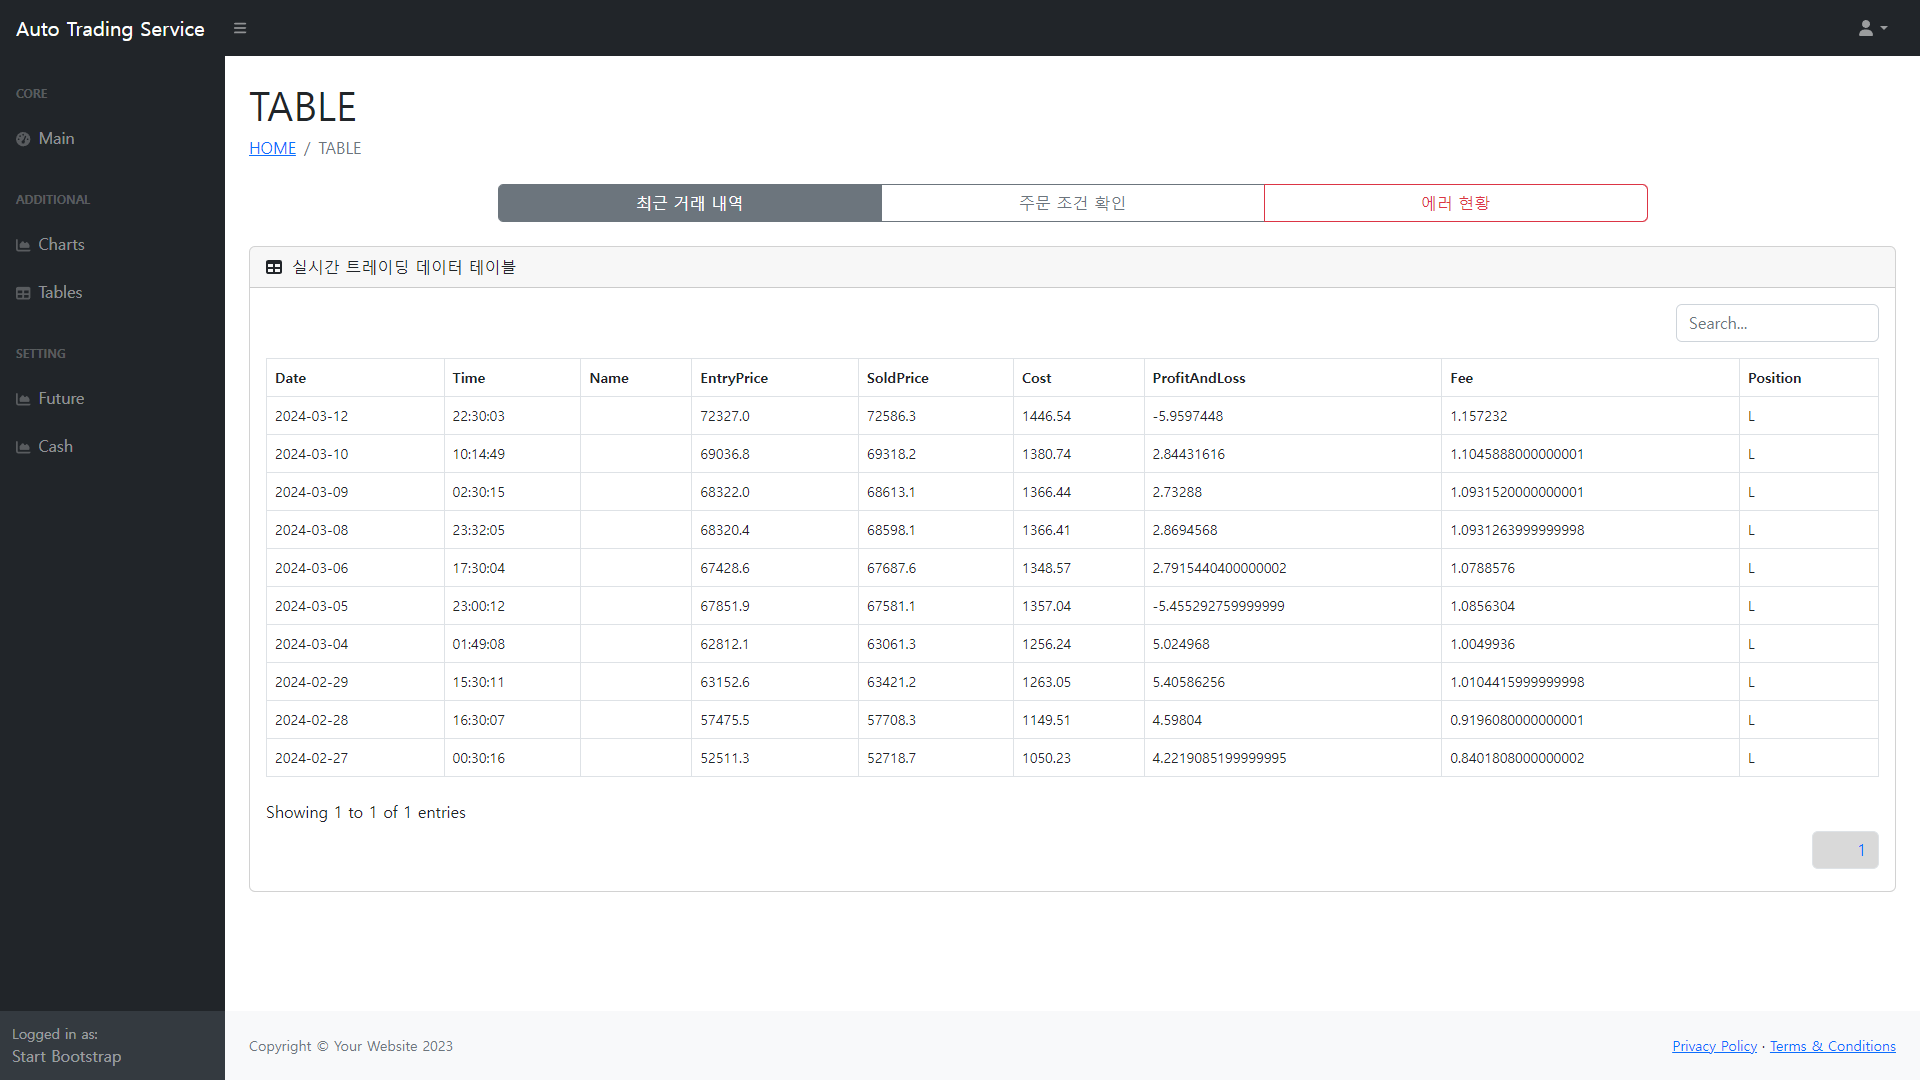 Auto Trading Service
CORE
Main
ADDITIONAL
Charts
Tables
SETTING
Future
Cash
Logged in as:
Start Bootstrap
TABLE
HOME / TABLE
최근 거래 내역 주문 조건 확인 에러 현황
실시간 트레이딩 데이터 테이블
Search...
Date Time Name EntryPrice SoldPrice Cost ProfitAndLoss Fee Position
2024-03-12 22:30:03 72327.0 72586.3 1446.54 -5.9597448 1.157232 L
2024-03-10 10:14:49 69036.8 69318.2 1380.74 2.84431616 1.1045888000000001 L
2024-03-09 02:30:15 68322.0 68613.1 1366.44 2.73288 1.0931520000000001 L
2024-03-08 23:32:05 68320.4 68598.1 1366.41 2.8694568 1.0931263999999998 L
2024-03-06 17:30:04 67428.6 67687.6 1348.57 2.7915440400000002 1.0788576 L
2024-03-05 23:00:12 67851.9 67581.1 1357.04 -5.455292759999999 1.0856304 L
2024-03-04 01:49:08 62812.1 63061.3 1256.24 5.024968 1.0049936 L
2024-02-29 15:30:11 63152.6 63421.2 1263.05 5.40586256 1.0104415999999998 L
2024-02-28 16:30:07 57475.5 57708.3 1149.51 4.59804 0.9196080000000001 L
2024-02-27 00:30:16 52511.3 52718.7 1050.23 4.2219085199999995 0.8401808000000002 L
Showing 1 to 1 of 1 entries
1
Copyright © Your Website 2023
Privacy Policy · Terms & Conditions